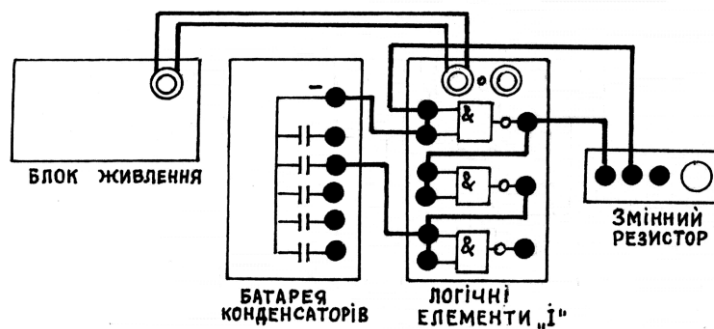 БЛОК ЖИВЛЕННЯ
БАТАРЕЯ
КОНДЕНСАТОРІВ
ЛОГІЧНІ
ЕЛЕМЕНТИ „І"
ЗМІННИЙ
РЕЗИСТОР
–
&
&
&